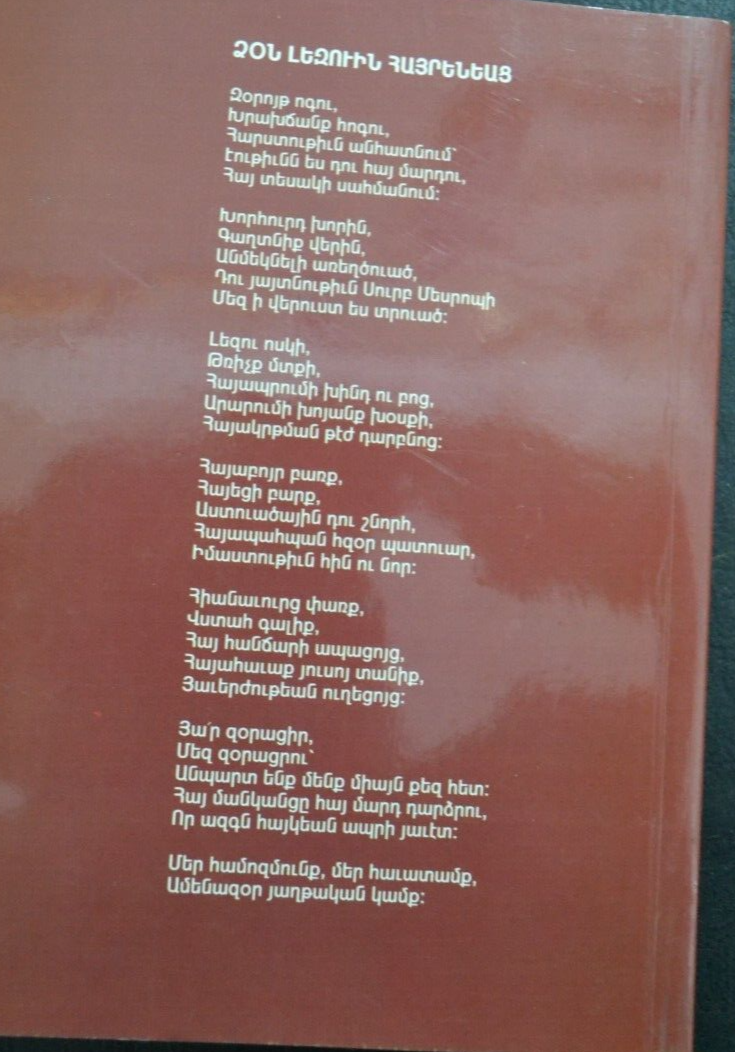 ՁՕՆ ԼԵԶՈՒԻՆ ՀԱՅՐԵՆԵԱՑ
Զօրոյթ ոգու,
Խրախճանք հոգու,
Հարստութիւն անհատնում՝
Էութիւնն ես դու հայ մարդու,
Հայ տեսակի սահմանում:
Խորհուրդ խորին,
Գաղտնիք վերին,
Անմեկնելի առեղծուած,
Դու յայտնութիւն Սուրբ Մեսրոպի
Մեզ ի վերուստ ես տրուած:
Լեզու ոսկի,
Թռիչք մտքի,
Հայապրումի խինդ ու բոց,
Արարումի խոյանք խօսքի,
Հայակրթման թէժ դարբնոց:
Հայաբոյր բառք,
Հայեցի բարք,
Աստուածային դու շնորհ,
Հայապահպան հզօր պատուար,
Իմաստութիւն հին ու նոր:
Հիանաւուրց փառք,
Վստահ գալիք,
Հայ հանճարի ապացոյց,
Հայահաւաք յուսոյ տանիք,
Յաւերժութեան ուղեցոյց:
Յա՛ր զօրացիր,
Մեզ զօրացրու՝
Անպարտ ենք մենք միայն քեզ հետ:
Հայ մանկանցը հայ մարդ դարձրու,
Որ ազգն հայկեան ապրի յաւէտ:
Մեր համոզմունք, մեր հաւատամք,
Ամենազօր յաղթական կամք: